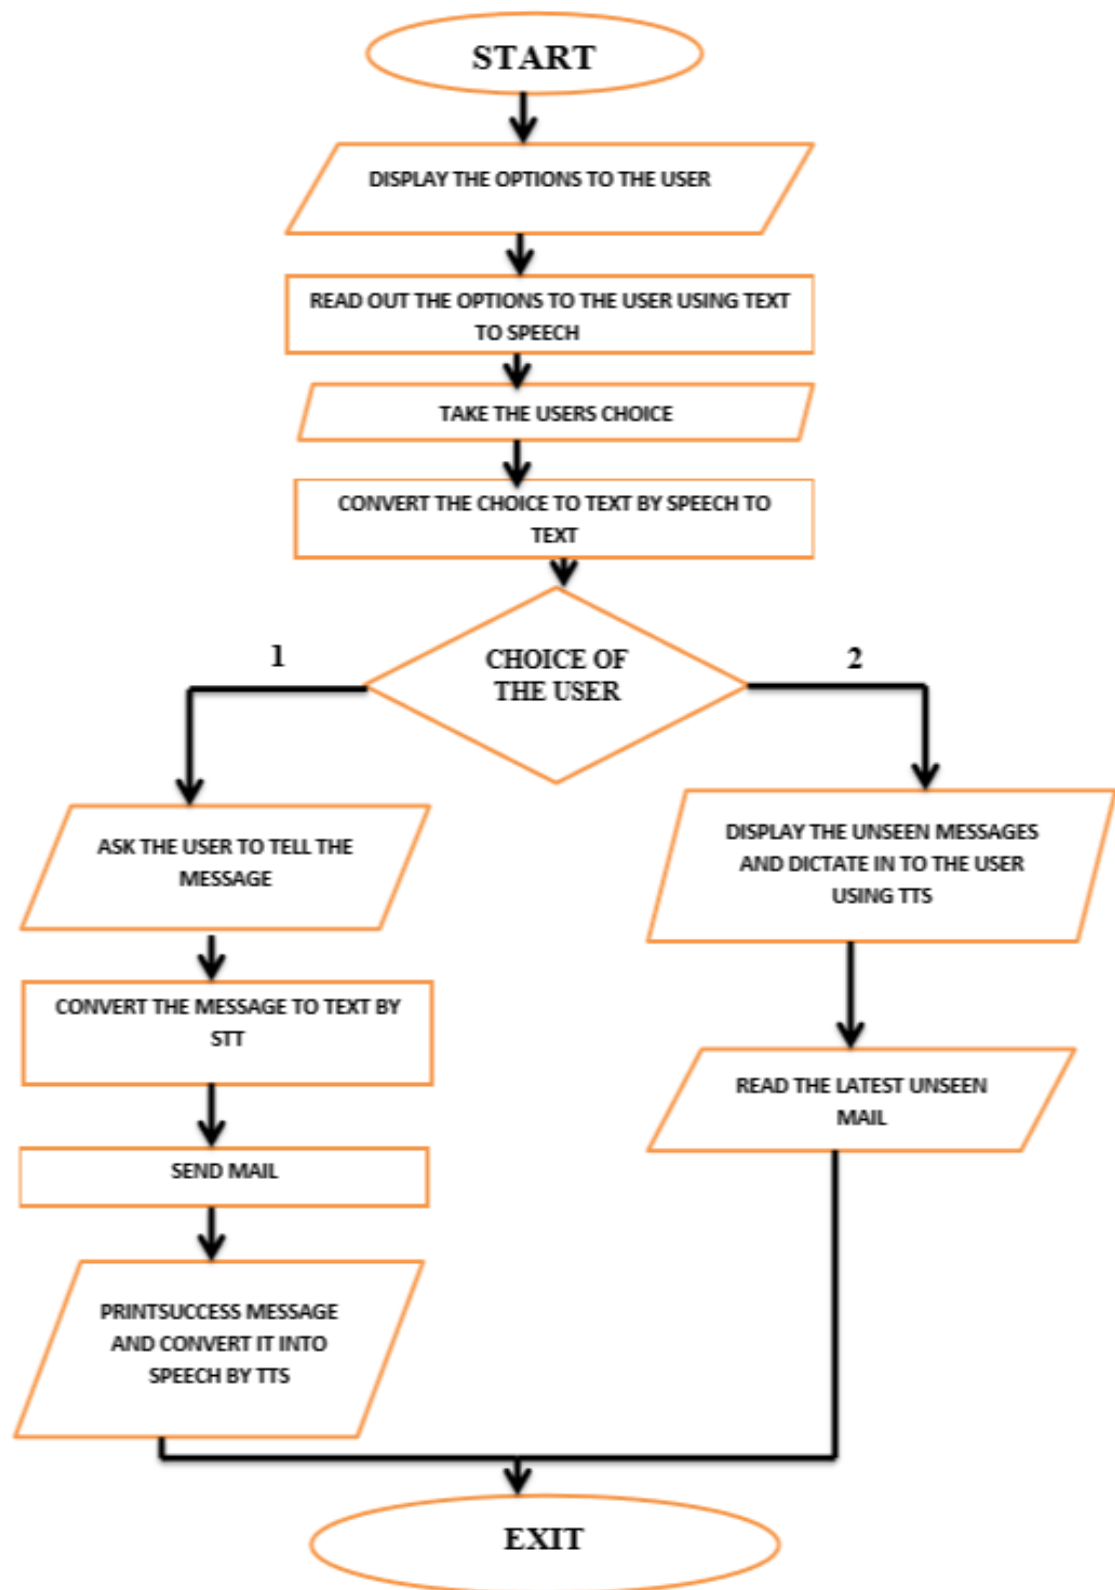 START
DISPLAY THE OPTIONS TO THE USER
READ OUT THE OPTIONS TO THE USER USING TEXT
TO SPEECH
TAKE THE USERS CHOICE
CONVERT THE CHOICE TO TEXT BY SPEECH TO
TEXT
CHOICE OF
THE USER
1
ASK THE USER TO TELL THE
MESSAGE
CONVERT THE MESSAGE TO TEXT BY
STT
SEND MAIL
PRINTSUCCESS MESSAGE
AND CONVERT IT INTO
SPEECH BY TTS
2
DISPLAY THE UNSEEN MESSAGES
AND DICTATE IN TO THE USER
USING TTS
READ THE LATEST UNSEEN
MAIL
EXIT